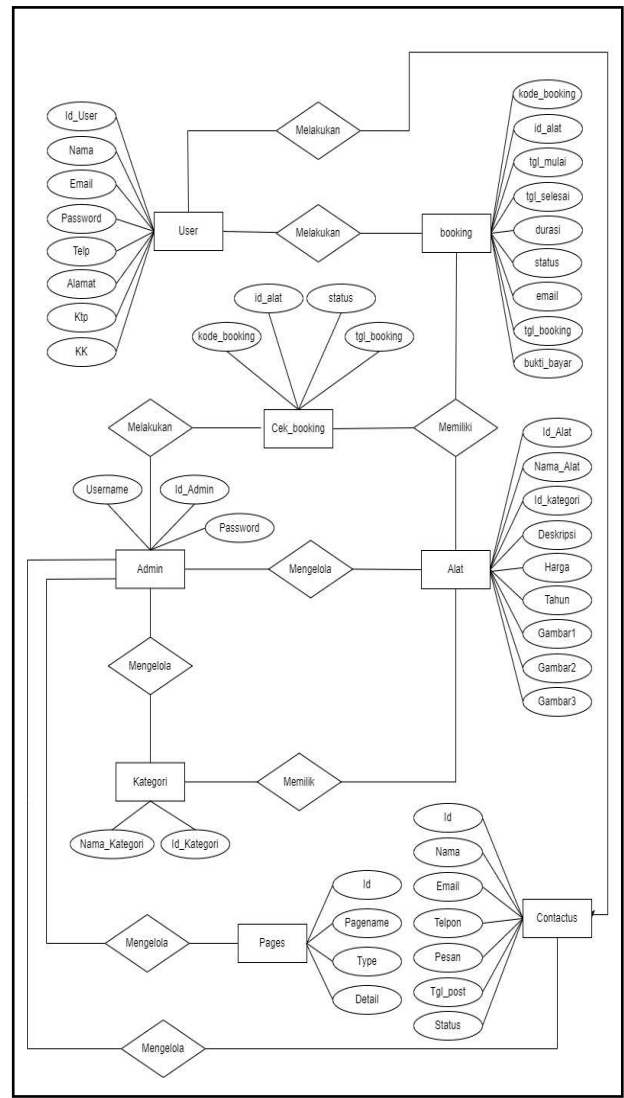 kode_booking
Id_User
id_alat
Melakukan
Nama
tgl_mulai
Email
tgl_selesai
Password
User
Melakukan
booking
durasi
Telp
status
Alamat
email
id_alat
status
Ktp
tgl_booking
kode_booking
tgl_booking
KK
bukti_bayar
Melakukan
Cek_booking
Memiliki
Id_Alat
Nama_Alat
Username
Id_Admin
Id_kategori
Password
Deskripsi
Admin
Mengelola
Alat
Harga
Tahun
Gambar1
Mengelola
Gambar2
Gambar3
Kategori
Memilik
Id
Nama_Kategori
Id_Kategori
Nama
Id
Email
Pagename
Telpon
Contactus
Mengelola
Pages
Type
Pesan
Tgl_post
Detail
Status
Mengelola